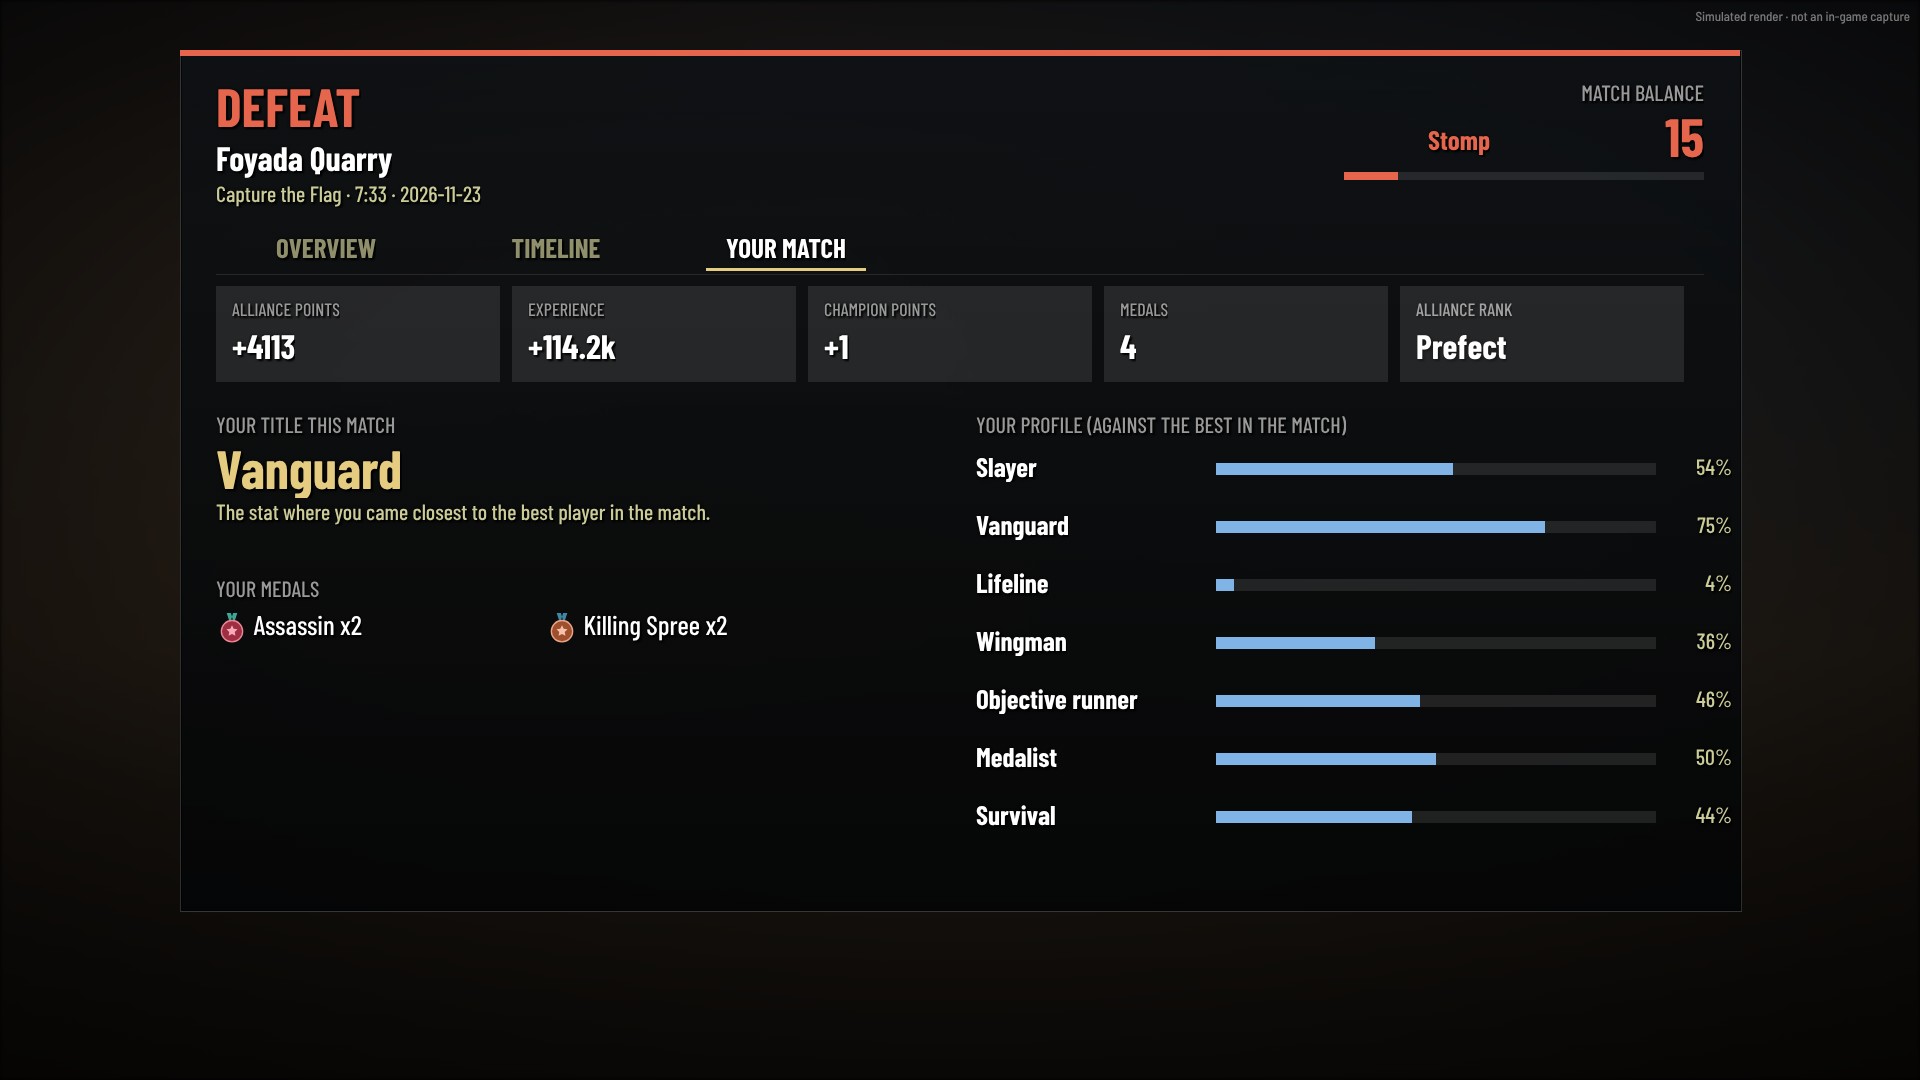 Simulated render · not an in-game capture
DEFEAT
Foyada Quarry
Capture the Flag · 7:33 · 2026-11-23
MATCH BALANCE
Stomp
15
OVERVIEW
TIMELINE
YOUR MATCH
ALLIANCE POINTS
+4113
EXPERIENCE
+114.2k
CHAMPION POINTS
+1
MEDALS
4
ALLIANCE RANK
Prefect
YOUR TITLE THIS MATCH
Vanguard
The stat where you came closest to the best player in the match.
YOUR MEDALS
Assassin x2
Killing Spree x2
YOUR PROFILE (AGAINST THE BEST IN THE MATCH)
Slayer 54%
Vanguard 75%
Lifeline 4%
Wingman 36%
Objective runner 46%
Medalist 50%
Survival 44%